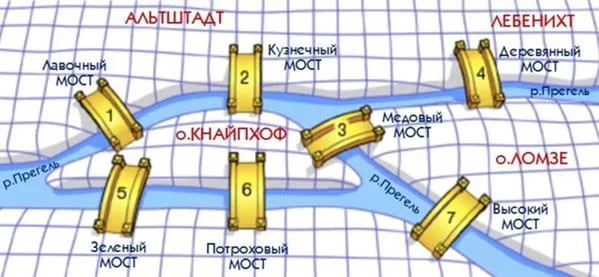 АЛЬТШТАДТ
ЛЕБЕНИХТ
Лавочный
МОСТ
Кузнечный
МОСТ
Деревянный
МОСТ
1
2
4
р.Прегель
о.КНАЙПХОФ
3
Медовый
МОСТ
о.ЛОМЗЕ
р.Прегель
5
6
р.Прегель
7
Высокий
МОСТ
Зеленый
МОСТ
Потроховый
МОСТ